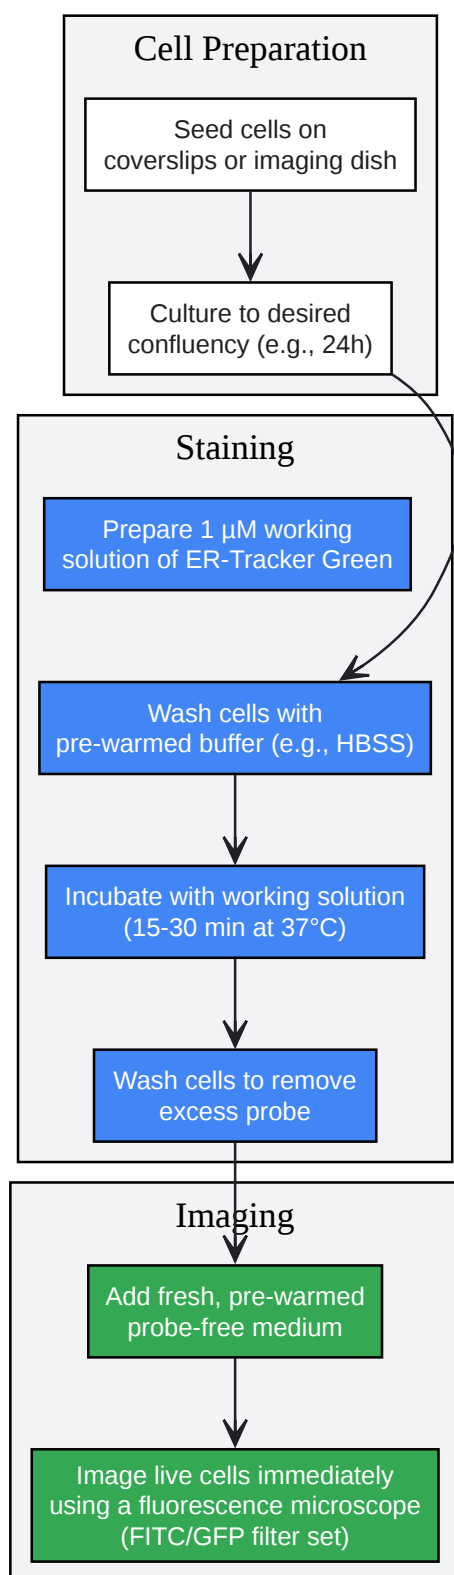 Cell Preparation
Seed cells on
coverslips or imaging dish
Culture to desired
confluency (e.g., 24h)
Staining
Prepare 1 µM working
solution of ER-Tracker Green
Wash cells with
pre-warmed buffer (e.g., HBSS)
Incubate with working solution
(15-30 min at 37°C)
Wash cells to remove
excess probe
Imaging
Add fresh, pre-warmed
probe-free medium
Image live cells immediately
using a fluorescence microscope
(FITC/GFP filter set)